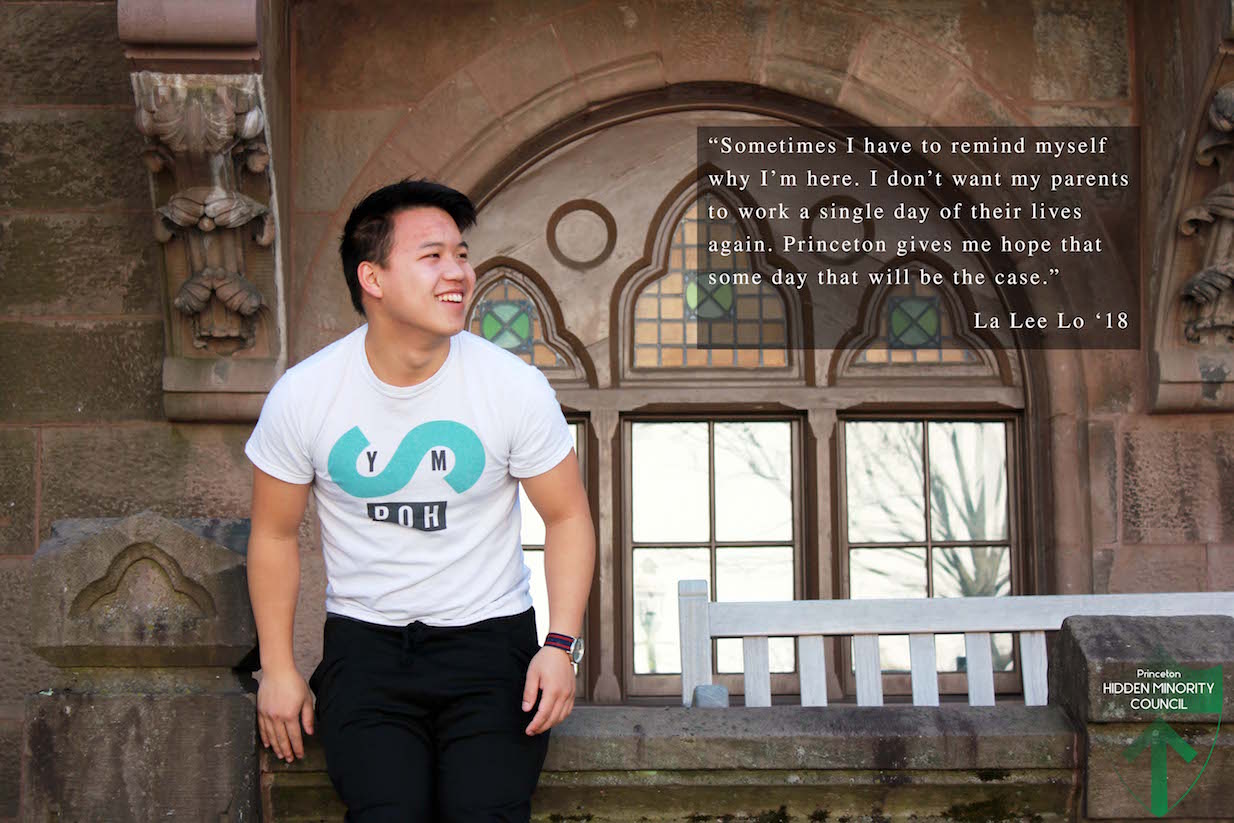 “Sometimes I have to remind myself
why I’m here. I don’t want my parents
to work a single day of their lives
again. Princeton gives me hope that
some day that will be the case.”
La Lee Lo ‘18
S
Y M
POH
Princeton
HIDDEN MINORITY
COUNCIL